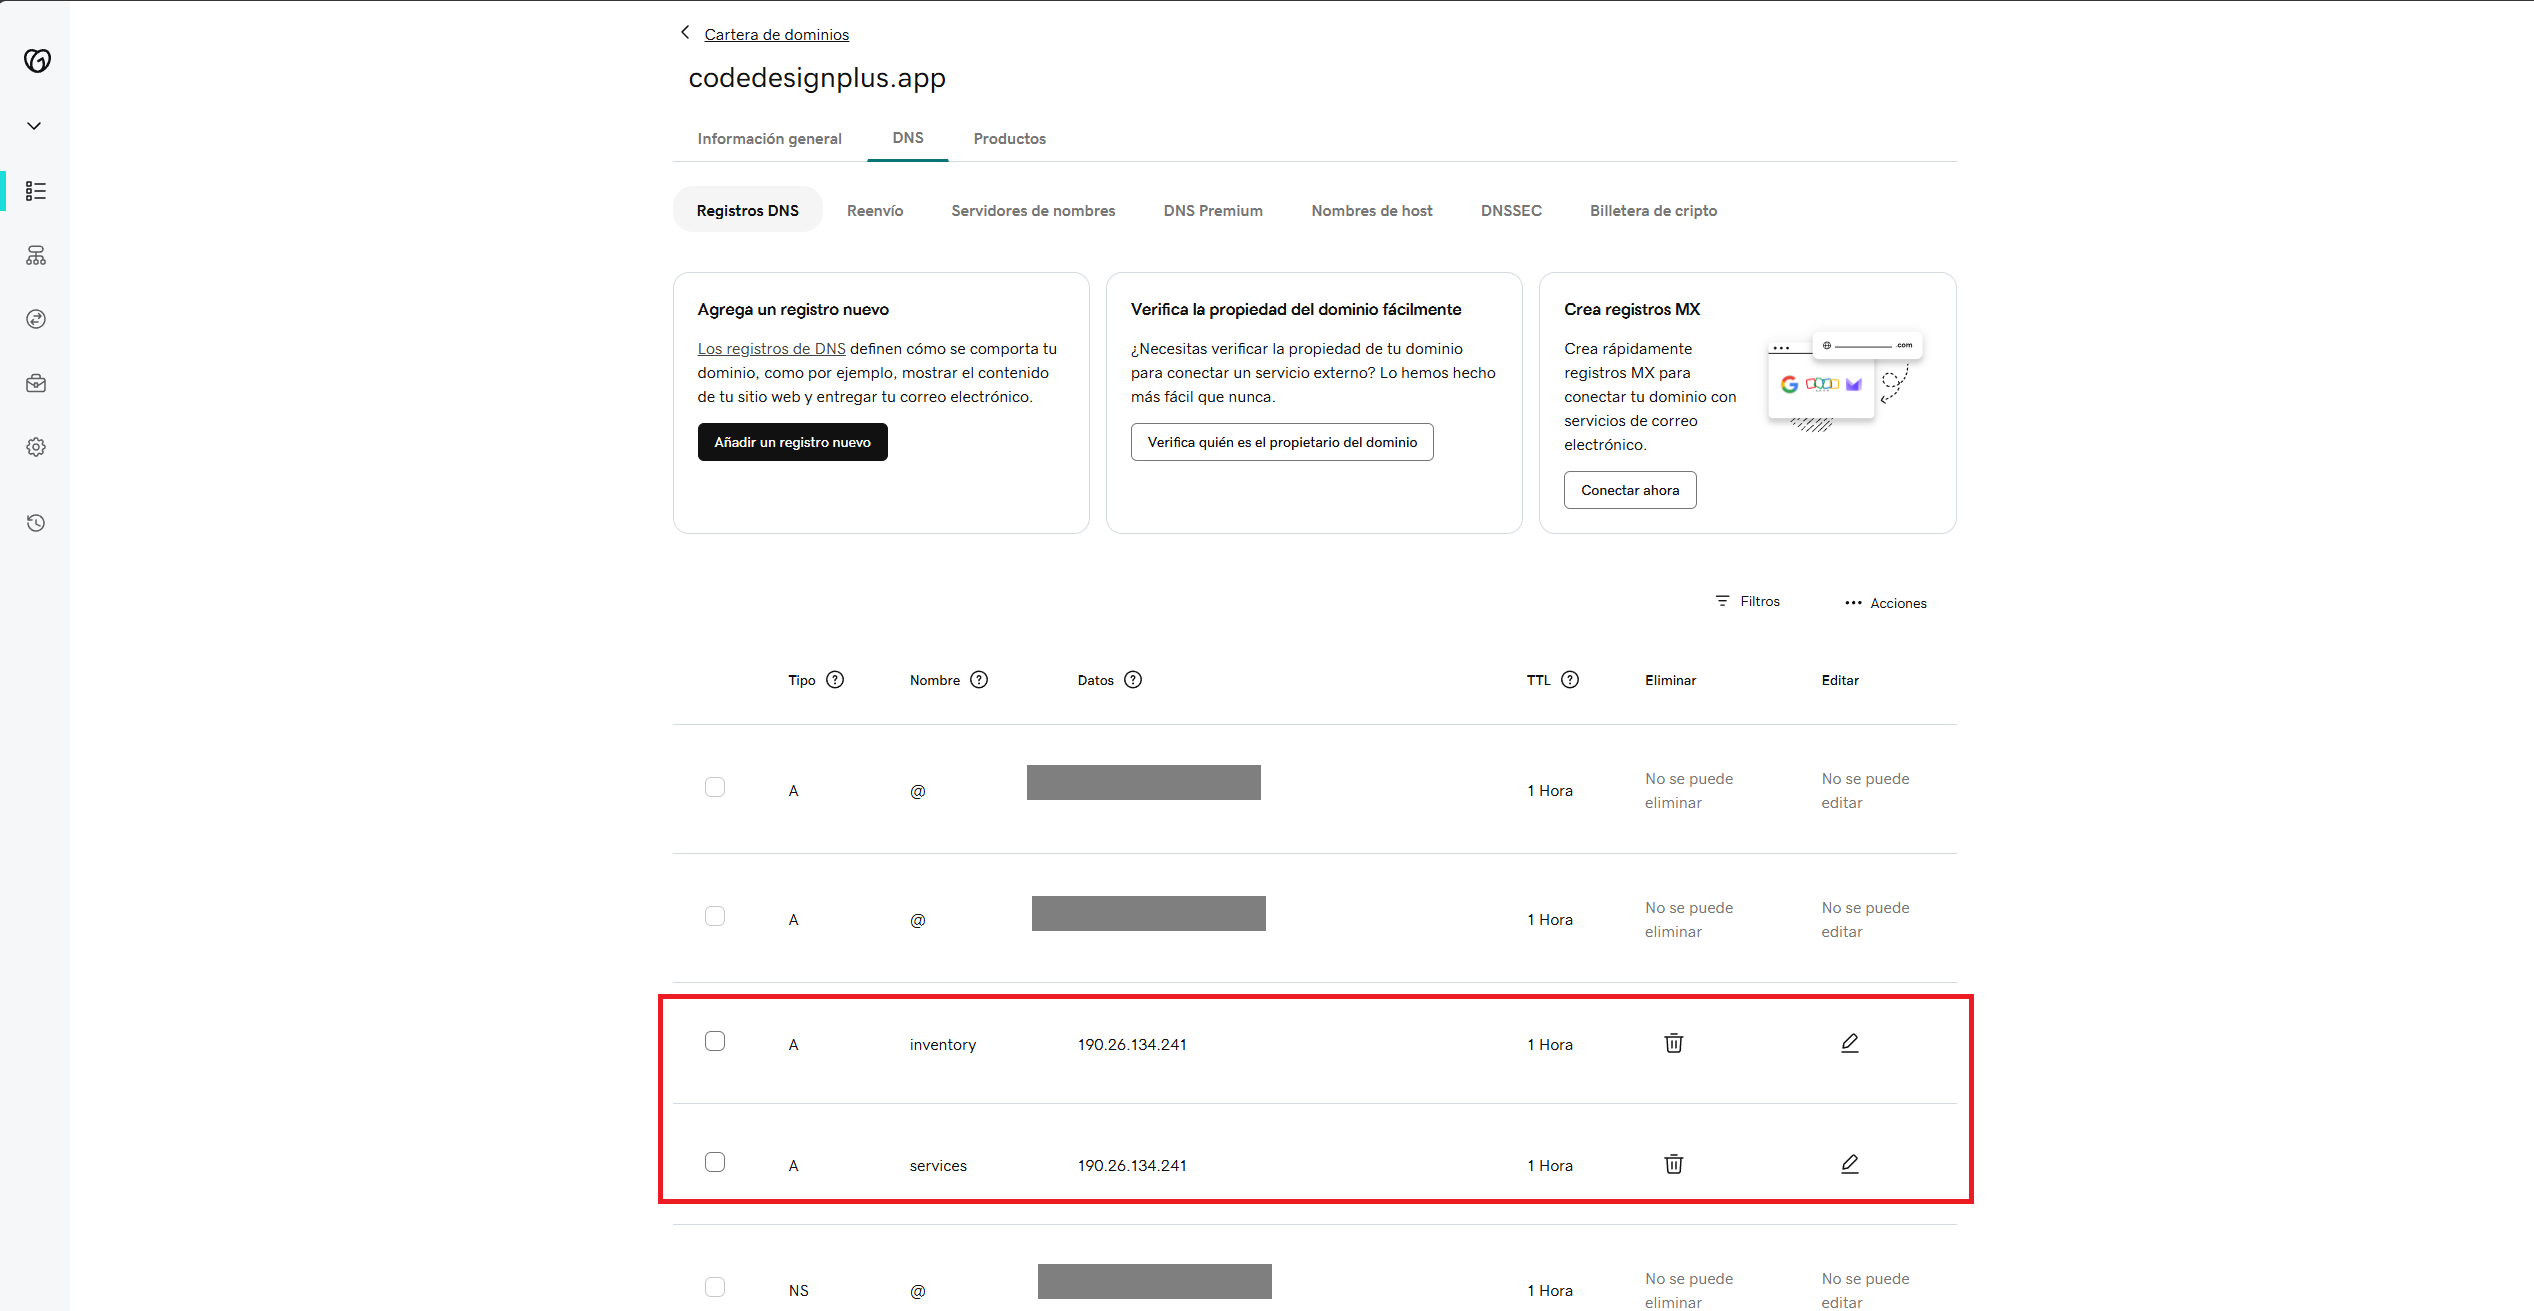 Cartera de dominios
codedesignplus.app
Información general DNS Productos
Registros DNS Reenvío Servidores de nombres DNS Premium Nombres de host DNSSEC Billetera de cripto
Agrega un registro nuevo
Los registros de DNS definen cómo se comporta tu
dominio, como por ejemplo, mostrar el contenido
de tu sitio web y entregar tu correo electrónico.
Añadir un registro nuevo
Verifica la propiedad del dominio fácilmente
¿Necesitas verificar la propiedad de tu dominio
para conectar un servicio externo? Lo hemos hecho
más fácil que nunca.
Verifica quién es el propietario del dominio
Crea registros MX
Crea rápidamente
registros MX para
conectar tu dominio con
servicios de correo
electrónico.
.com
Conectar ahora
Filtros Acciones
Tipo Nombre Datos TTL Eliminar Editar
A @ 1 Hora No se puede eliminar No se puede editar
A @ 1 Hora No se puede eliminar No se puede editar
A inventory 190.26.134.241 1 Hora
A services 190.26.134.241 1 Hora
NS @ 1 Hora No se puede eliminar No se puede editar